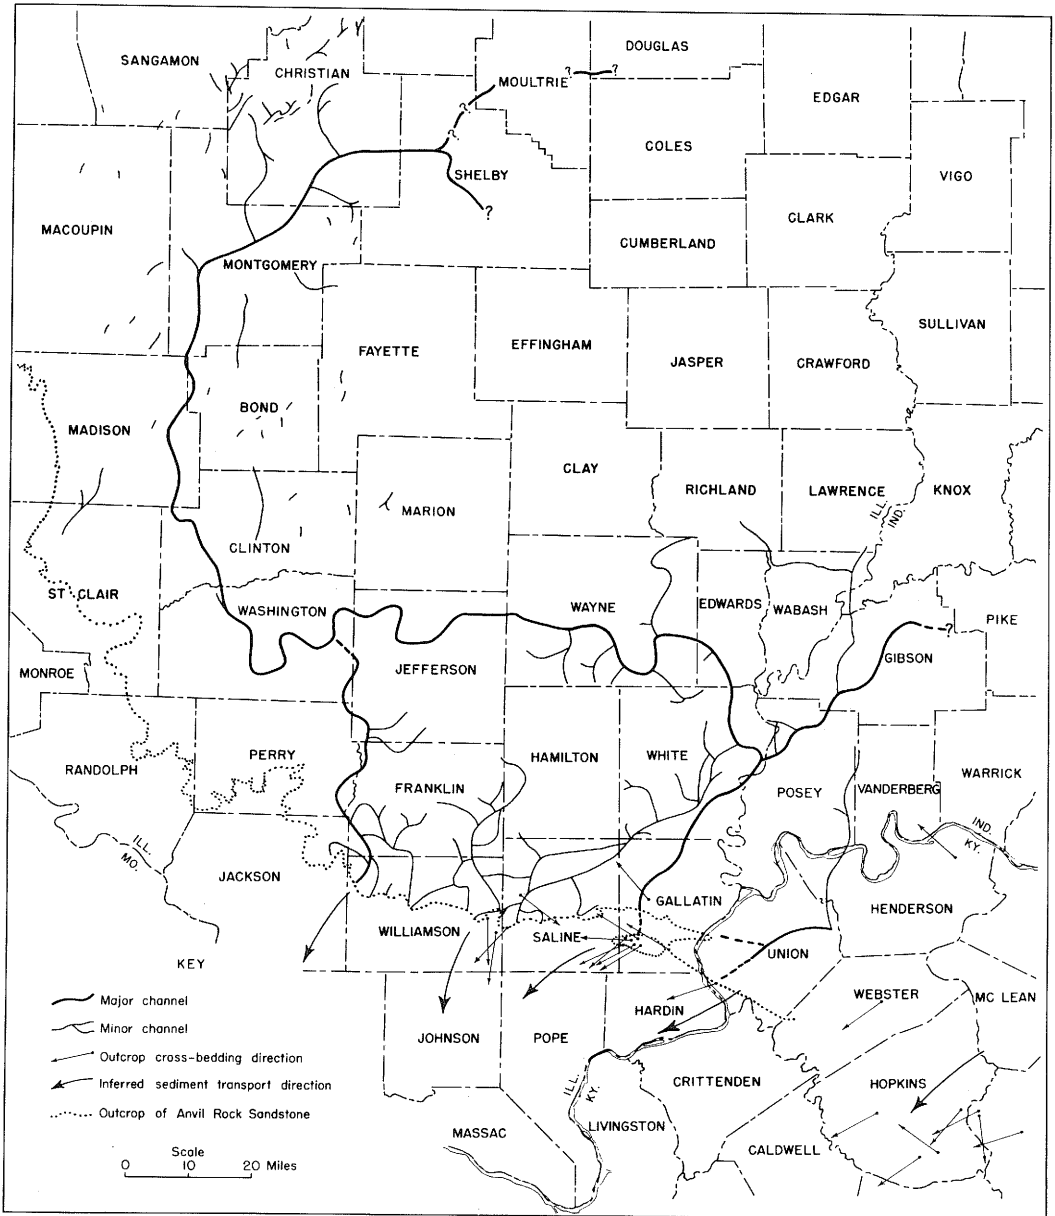 DOUGLAS
SANGAMON
CHRISTIAN
MOULTRIE
? ?
EDGAR
?
?
COLES
SHELBY
VIGO
?
CLARK
MACOUPIN
CUMBERLAND
MONTGOMERY
SULLIVAN
FAYETTE
EFFINGHAM
JASPER
CRAWFORD
BOND
MADISON
CLAY
RICHLAND
LAWRENCE
KNOX
MARION
ILL.
IND.
CLINTON
ST CLAIR
WASHINGTON
WAYNE
EDWARDS
WABASH
PIKE
?
GIBSON
MONROE
JEFFERSON
HAMILTON
WHITE
PERRY
RANDOLPH
WARRICK
FRANKLIN
POSEY
VANDERBERG
IND.
KY.
ILL.
MO.
JACKSON
GALLATIN
HENDERSON
WILLIAMSON
SALINE
UNION
KEY
Major channel
Minor channel
Outcrop cross-bedding direction
Inferred sediment transport direction
Outcrop of Anvil Rock Sandstone
Scale
0 10 20 Miles
WEBSTER
MC LEAN
HARDIN
JOHNSON
POPE
CRITTENDEN
HOPKINS
ILL.
KY.
LIVINGSTON
MASSAC
CALDWELL